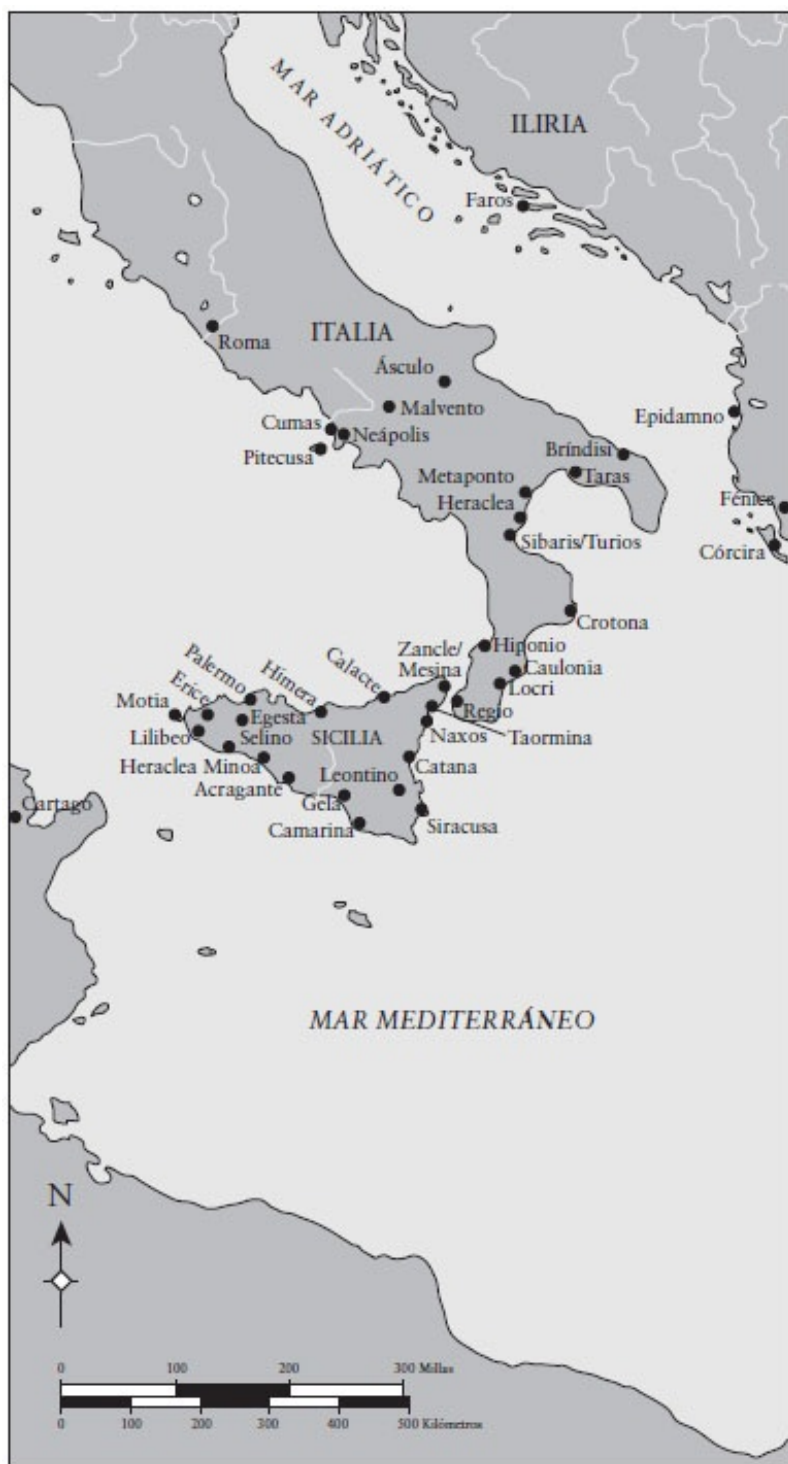 MAR ADRIÁTICO
ILIRIA
Faros
ITALIA
Roma
Ásculo
Malvento
Cumas
Neápolis
Pitecusa
Epidamno
Bríndisi
Taras
Metaponto
Heraclea
Fénice
Sibaris/Turios
Córcira
Crotona
Hiponio
Zancle/
Mesina
Caulonia
Locri
Calacte
Palermo
Hímera
Erice
Motia
Regio
Egesta
Lilibeo
Selino
SICILIA
Naxos
Taormina
Heraclea Minoa
Catana
Leontino
Acragante
Cartago
Gela
Siracusa
Camarina
MAR MEDITERRÁNEO
N
0 100 200 300 Millas
0 100 200 300 400 500 Kilómetros